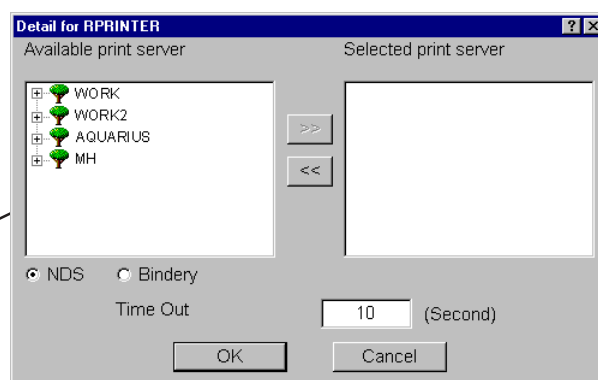 Detail for RPRINTER
Available print server
Selected print server
WORK
WORK2
AQUARIUS
MH
>>
<<
NDS
Bindery
Time Out
10
(Second)
OK
Cancel